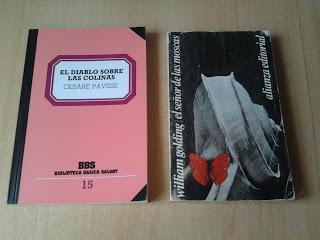 EL DIABLO SOBRE
LAS COLINAS
CESARE PAVESE
BBS
BIBLIOTECA BASICA SALVAT
15
william golding el señor de las moscas
alianza editorial